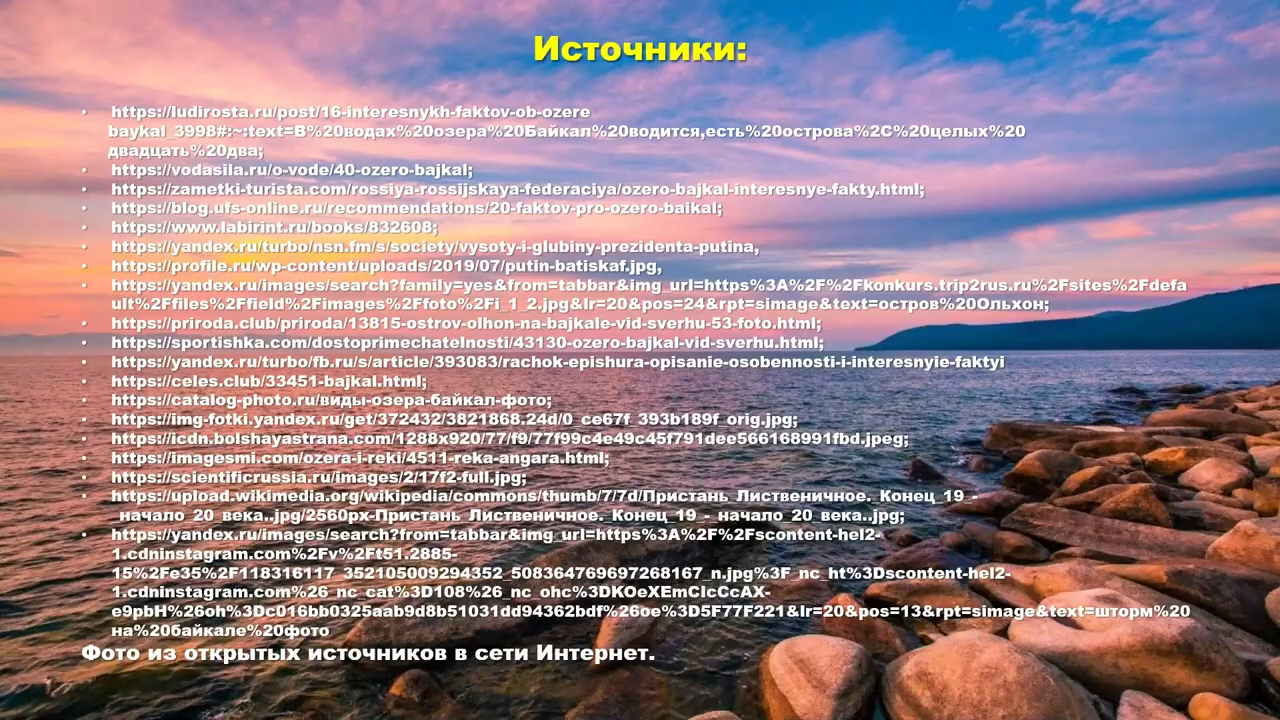 Источники:
• https://ludirosta.ru/post/16-interesnykh-faktov-ob-ozere
baykal_3998#:~:text=В%20водах%20озера%20Байкал%20водится,есть%20острова%2C%20целых%20
двадцать%20два;
• https://vodasila.ru/o-vode/40-ozero-bajkal;
• https://zametki-turista.com/rossiya-rossijskaya-federaciya/ozero-bajkal-interesnye-fakty.html;
• https://blog.ufs-online.ru/recommendations/20-faktov-pro-ozero-baikal;
• https://www.labirint.ru/books/832608;
• https://yandex.ru/turbo/nsn.fm/s/society/vysoty-i-glubiny-prezidenta-putina,
• https://profile.ru/wp-content/uploads/2019/07/putin-batiskaf.jpg,
• https://yandex.ru/images/search?family=yes&from=tabbar&img_url=https%3A%2F%2Fkonkurs.trip2rus.ru%2Fsites%2Fdefa
ult%2Ffiles%2Ffield%2Fimages%2Ffoto%2Fi_1_2.jpg&lr=20&pos=24&rpt=simage&text=остров%20Ольхон;
• https://priroda.club/priroda/13815-ostrov-olhon-na-bajkale-vid-sverhu-53-foto.html;
• https://sportishka.com/dostoprimechatelnosti/43130-ozero-bajkal-vid-sverhu.html;
• https://yandex.ru/turbo/fb.ru/s/article/393083/rachok-epishura-opisanie-osobennosti-i-interesnyie-faktyi
• https://celes.club/33451-bajkal.html;
• https://catalog-photo.ru/виды-озера-байкал-фото;
• https://img-fotki.yandex.ru/get/372432/3821868.24d/0_ce67f_393b189f_orig.jpg;
• https://icdn.bolshayastrana.com/1288x920/77/f9/77f99c4e49c45f791dee566168991fbd.jpeg;
• https://imagesmi.com/ozera-i-reki/4511-reka-angara.html;
• https://scientificrussia.ru/images/2/17f2-full.jpg;
• https://upload.wikimedia.org/wikipedia/commons/thumb/7/7d/Пристань_Лиственичное._Конец_19_-
_начало_20_века..jpg/2560px-Пристань_Лиственичное._Конец_19_-_начало_20_века..jpg;
• https://yandex.ru/images/search?from=tabbar&img_url=https%3A%2F%2Fscontent-hel2-
1.cdninstagram.com%2Fv%2Ft51.2885-
15%2Fe35%2F118316117_352105009294352_508364769697268167_n.jpg%3F_nc_ht%3Dscontent-hel2-
1.cdninstagram.com%26_nc_cat%3D108%26_nc_ohc%3DKOeXEmClcCcAX-
e9pbH%26oh%3Dc016bb0325aab9d8b51031dd94362bdf%26oe%3D5F77F221&lr=20&pos=13&rpt=simage&text=шторм%20
на%20байкале%20фото
Фото из открытых источников в сети Интернет.